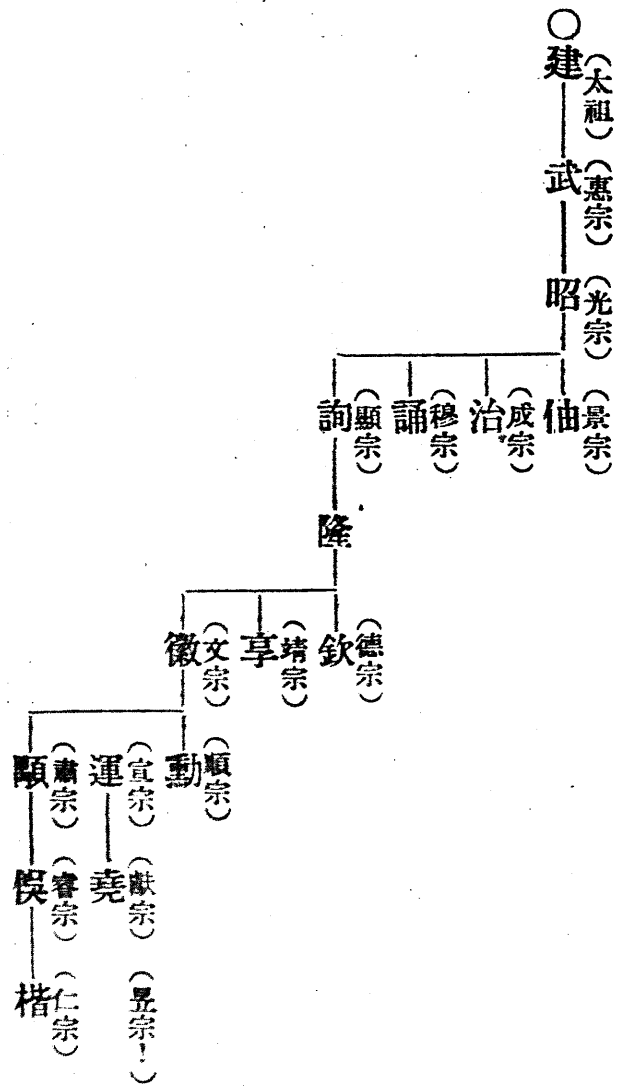 ○建（太祖）
武（惠宗）
昭（光宗）
伷（景宗）
治（成宗）
誦（穆宗）
詢（顯宗）
隆
欽（德宗）
享（靖宗）
徽（文宗）
勳（順宗）
運（宣宗）
堯（獻宗）（昱宗！）
顒（肅宗）
俁（睿宗）
楷（仁宗）